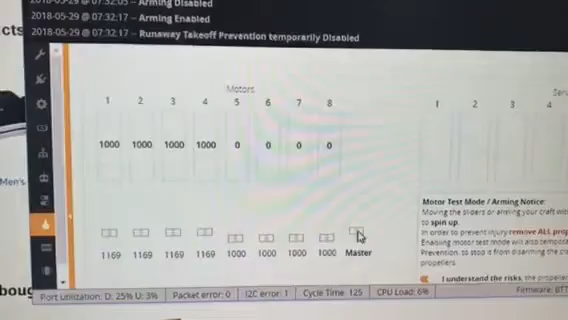 2018-05-29 @ 07:32:05 -- Arming Disabled
2018-05-29 @ 07:32:17 -- Arming Enabled
2018-05-29 @ 07:32:17 -- Runaway Takeoff Prevention temporarily Disabled
cts
Motors
1 2 3 4 5 6 7 8
1 2 3 4
1000 1000 1000 1000 0 0 0 0
Men's
1169 1169 1169 1169 1000 1000 1000 1000 Master
Motor Test Mode / Arming Notice:
Moving the sliders or arming your craft wit
to spin up.
In order to prevent injury remove ALL prop
Enabling motor test mode will also tempor
Prevention, to stop it from disarming the cra
propellers.
I understand the risks, the propeller
boug
Port utilization: D: 25% U: 3% Packet error: 0 I2C error: 1 Cycle Time: 125 CPU Load: 6% Firmware: BTF